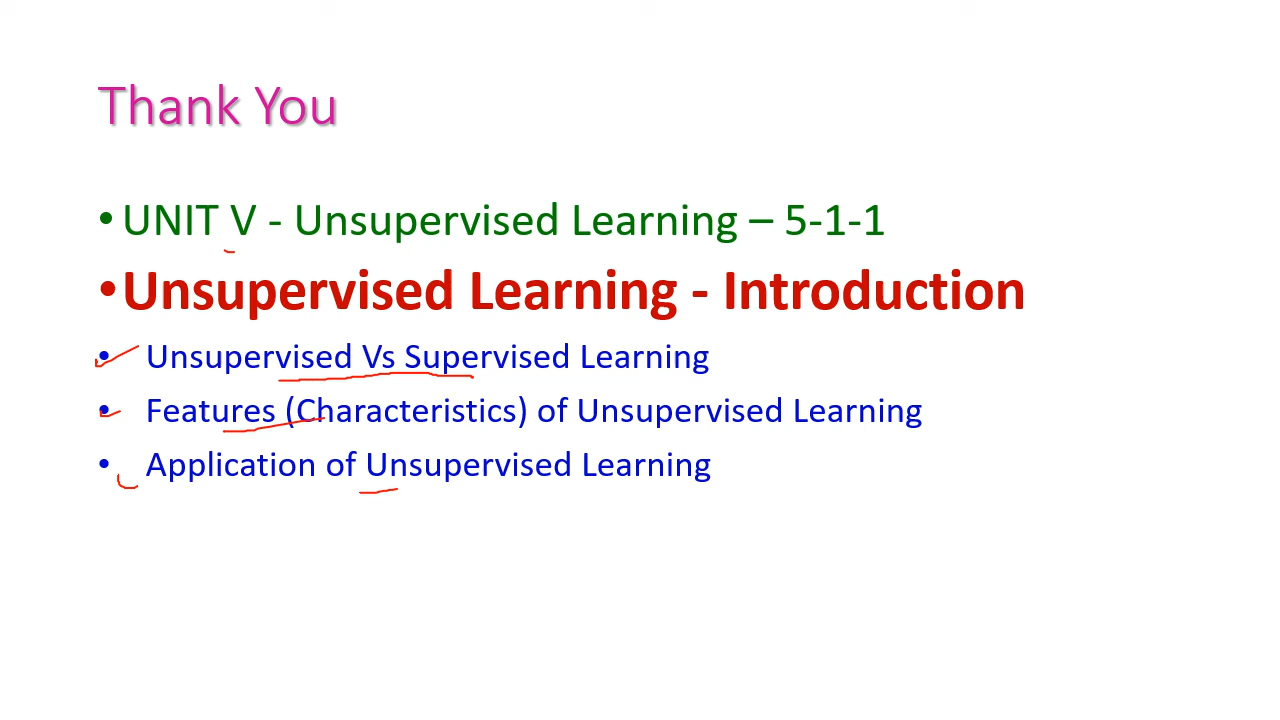 Thank You
•UNIT V - Unsupervised Learning – 5-1-1
•Unsupervised Learning - Introduction
• Unsupervised Vs Supervised Learning
• Features (Characteristics) of Unsupervised Learning
• Application of Unsupervised Learning